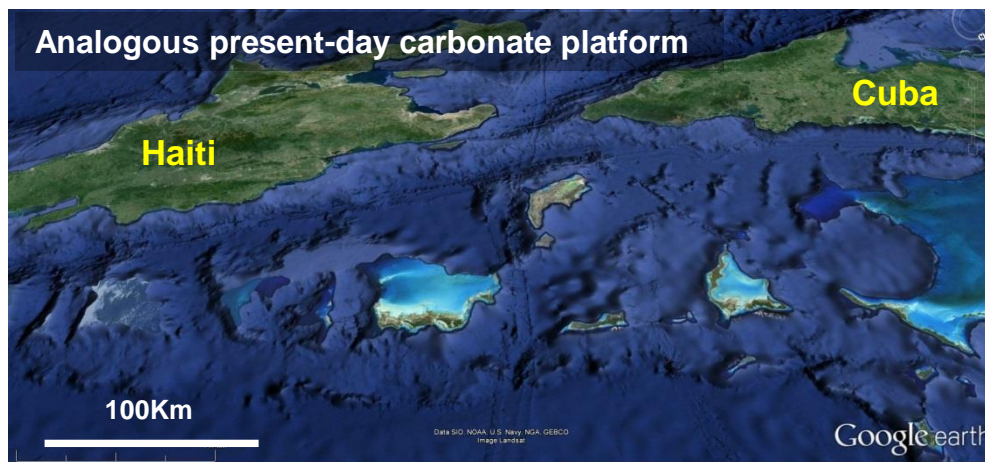 Analogous present-day carbonate platform
Cuba
Haiti
100Km
Data SIO, NOAA, U.S. Navy, NGA, GEBCO
Image Landsat
Google earth